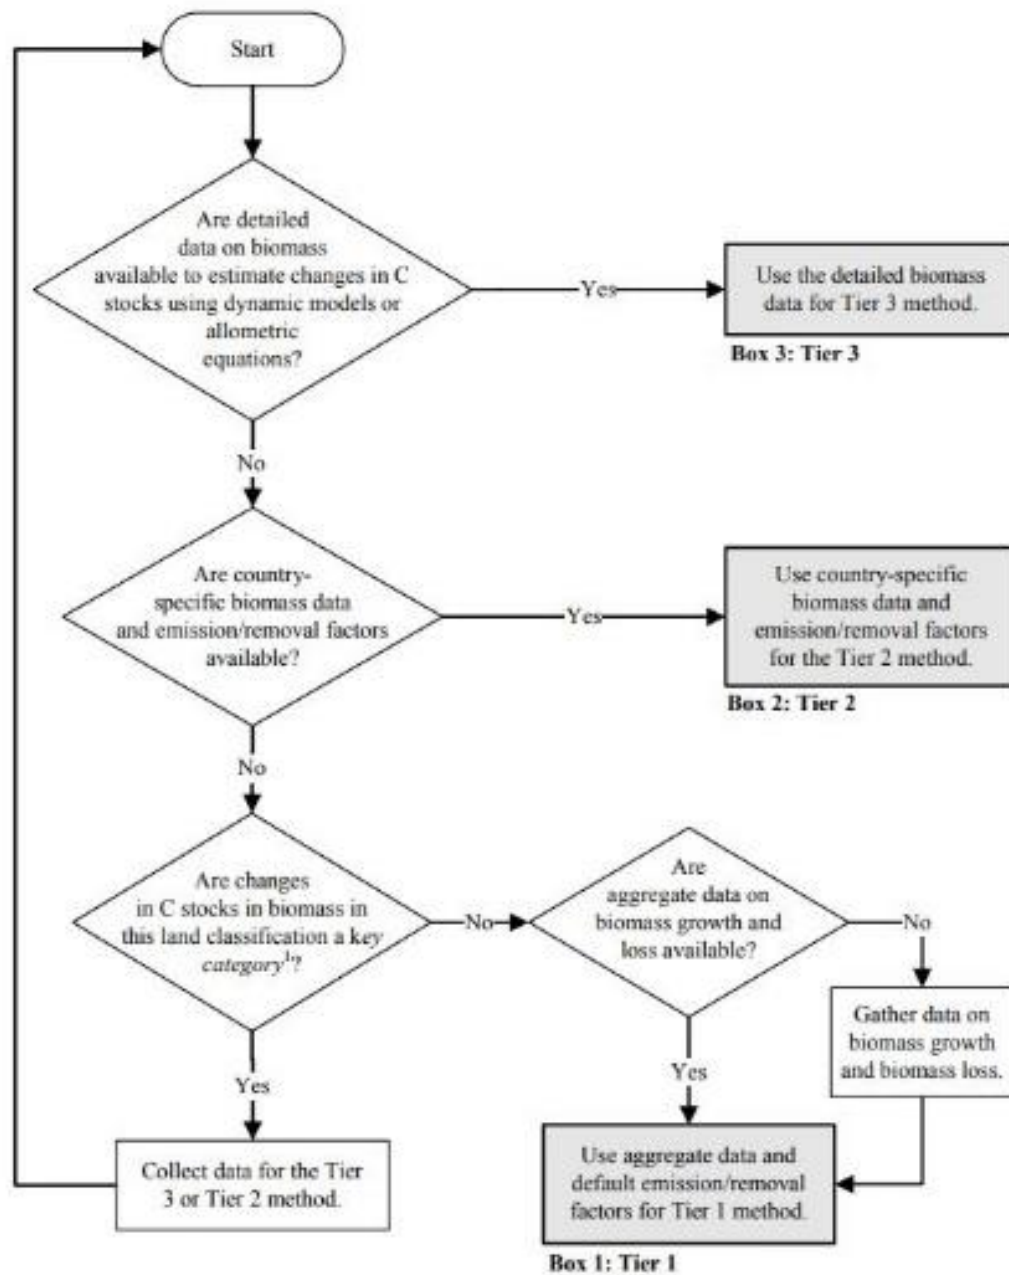 Start
Are detailed
data on biomass
available to estimate changes in C
stocks using dynamic models or
allometric
equations?
Yes
Use the detailed biomass
data for Tier 3 method.
Box 3: Tier 3
No
Are country-
specific biomass data
and emission/removal factors
available?
Yes
Use country-specific
biomass data and
emission/removal factors
for the Tier 2 method.
Box 2: Tier 2
No
Are changes
in C stocks in biomass in
this land classification a key
category¹?
No
Are
aggregate data on
biomass growth and
loss available?
No
Gather data on
biomass growth
and biomass loss.
Yes
Yes
Collect data for the Tier
3 or Tier 2 method.
Use aggregate data and
default emission/removal
factors for Tier 1 method.
Box 1: Tier 1